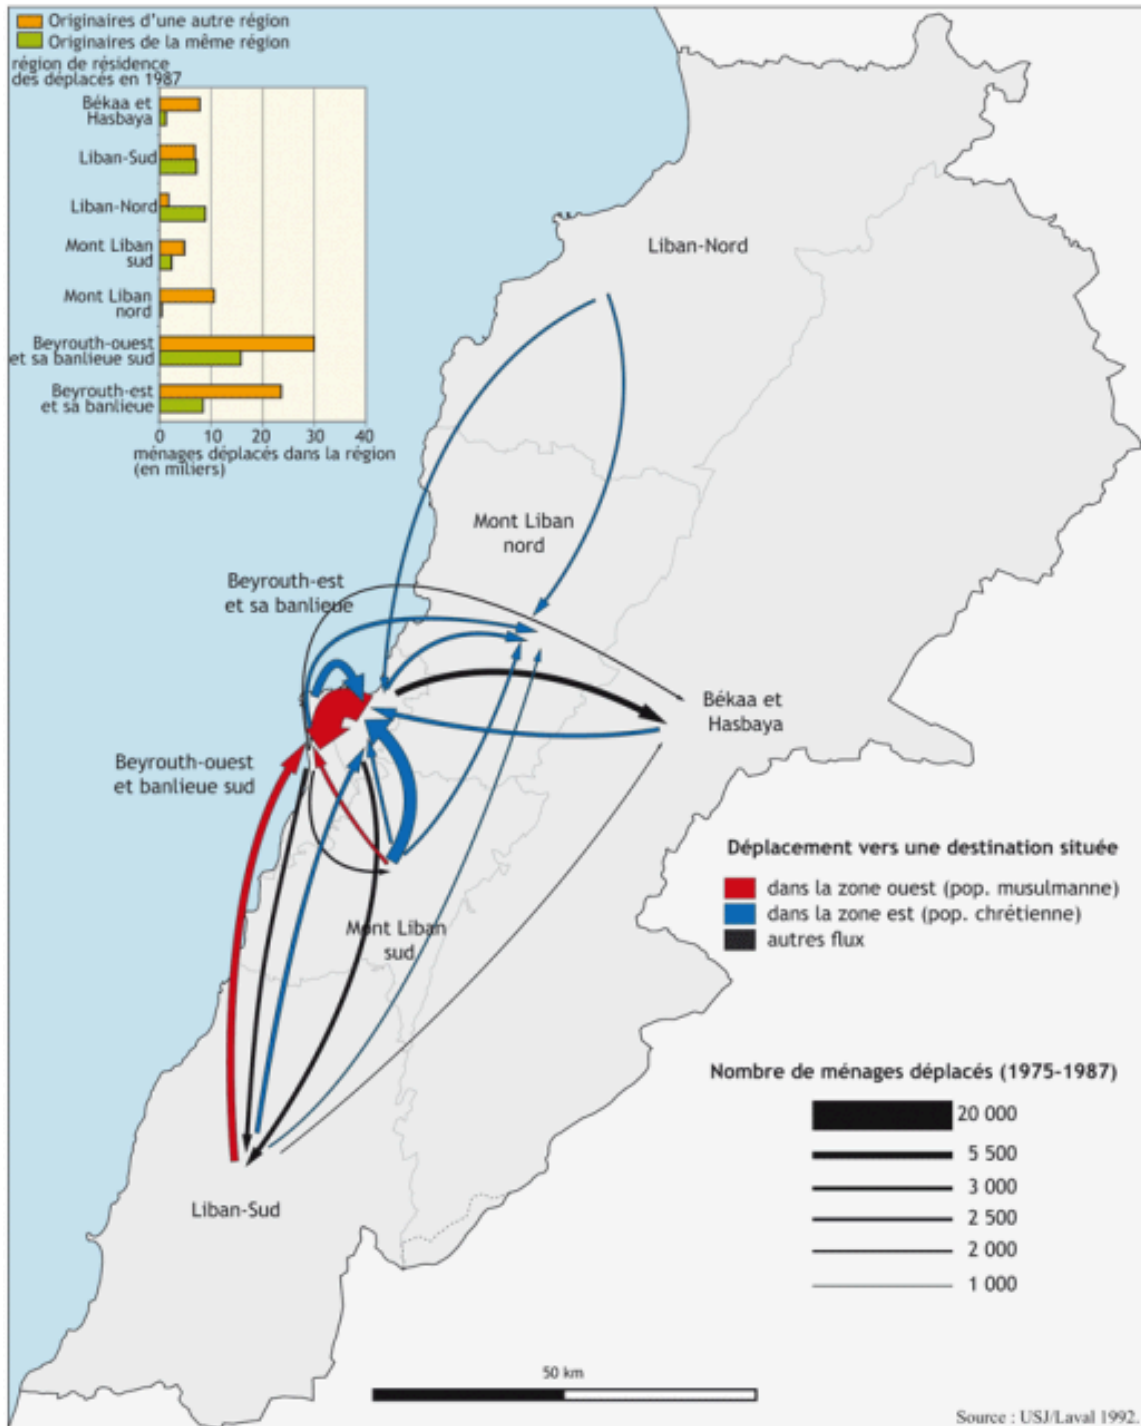 Originaires d'une autre région
Originaires de la même région
région de résidence
des déplacés en 1987
Békaa et
Hasbaya
Liban-Sud
Liban-Nord
Mont Liban
sud
Mont Liban
nord
Beyrouth-ouest
et sa banlieue sud
Beyrouth-est
et sa banlieue
0 10 20 30 40
ménages déplacés dans la région
(en miliers)
Liban-Nord
Mont Liban
nord
Beyrouth-est
et sa banlieue
Békaa et
Hasbaya
Beyrouth-ouest
et banlieue sud
Mont Liban
sud
Liban-Sud
Déplacement vers une destination située
dans la zone ouest (pop. musulmanne)
dans la zone est (pop. chrétienne)
autres flux
Nombre de ménages déplacés (1975-1987)
20 000
5 500
3 000
2 500
2 000
1 000
50 km
Source : USJ/Laval 1992.